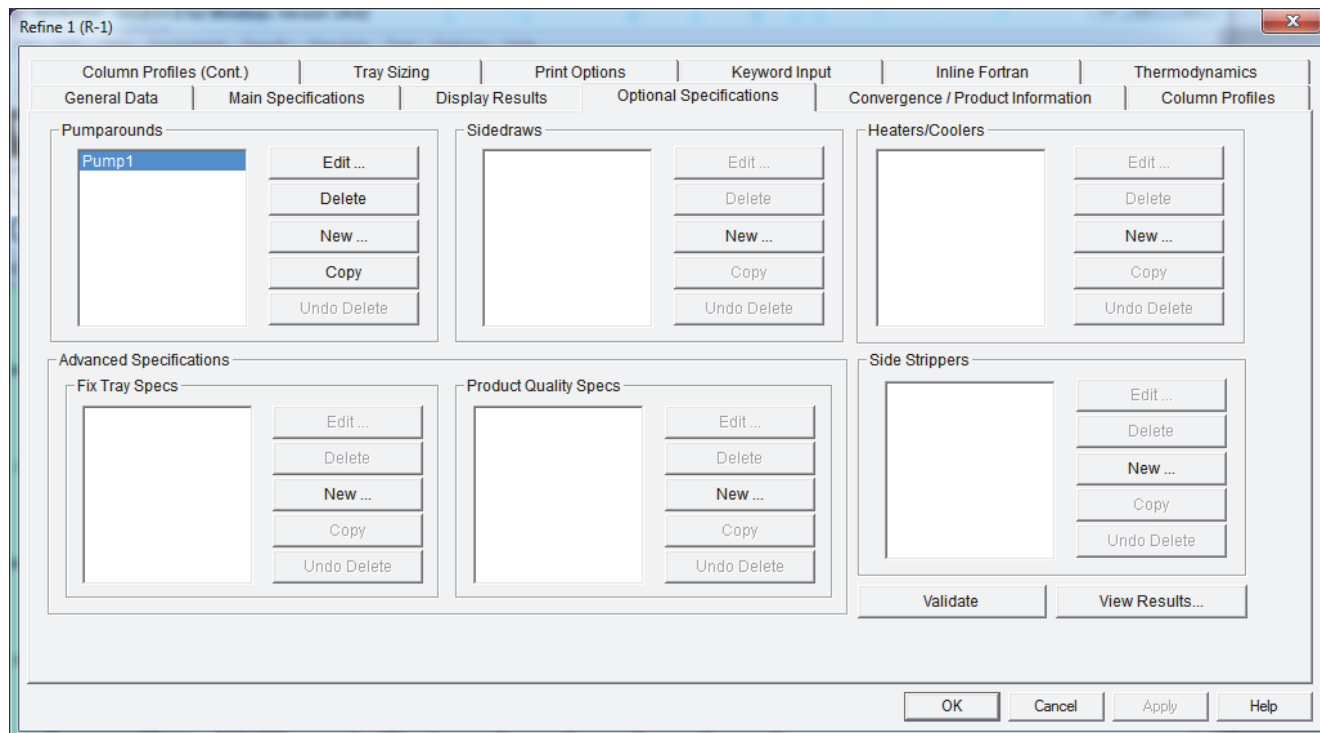 Refine 1 (R-1)
Column Profiles (Cont.) Tray Sizing Print Options Keyword Input Inline Fortran Thermodynamics
General Data Main Specifications Display Results Optional Specifications Convergence / Product Information Column Profiles
Pumparounds Sidedraws Heaters/Coolers
Pump1 Edit ... Edit ... Edit ...
Delete Delete Delete
New ... New ... New ...
Copy Copy Copy
Undo Delete Undo Delete Undo Delete
Advanced Specifications Side Strippers
Fix Tray Specs Product Quality Specs
Edit ... Edit ... Edit ...
Delete Delete Delete
New ... New ... New ...
Copy Copy Copy
Undo Delete Undo Delete Undo Delete
Validate View Results...
OK Cancel Apply Help